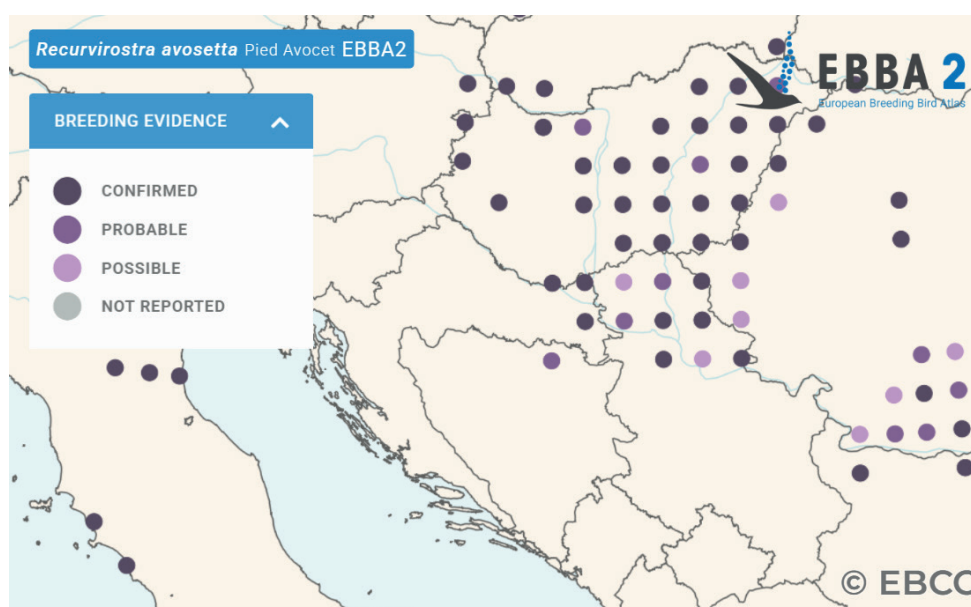 Recurvirostra avosetta Pied Avocet EBBA2
EBBA 2
European Breeding Bird Atlas
BREEDING EVIDENCE
CONFIRMED
PROBABLE
POSSIBLE
NOT REPORTED
© EBCC